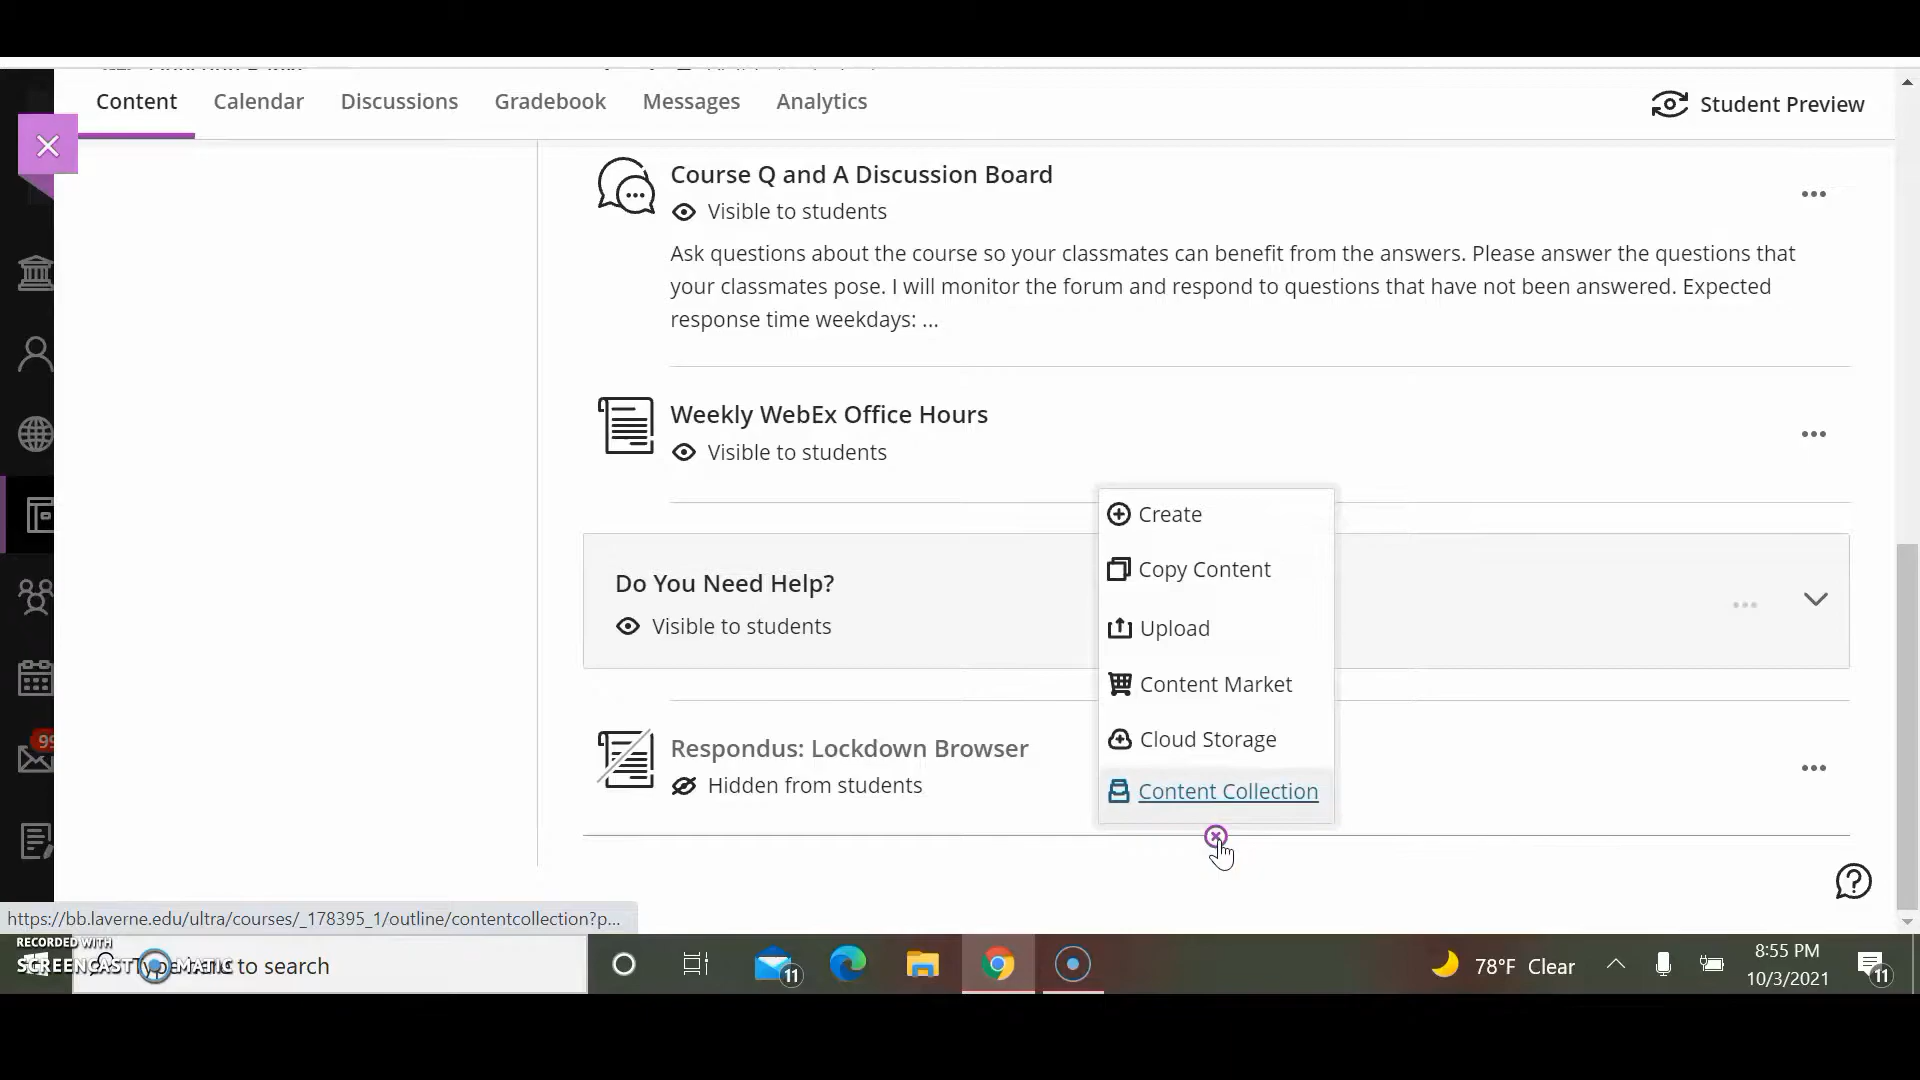 Content Calendar Discussions Gradebook Messages Analytics
Student Preview
Course Q and A Discussion Board
Visible to students
Ask questions about the course so your classmates can benefit from the answers. Please answer the questions that
your classmates pose. I will monitor the forum and respond to questions that have not been answered. Expected
response time weekdays: ...
Weekly WebEx Office Hours
Visible to students
Create
Copy Content
Upload
Content Market
Cloud Storage
Content Collection
Do You Need Help?
Visible to students
Respondus: Lockdown Browser
Hidden from students
99
https://bb.laverne.edu/ultra/courses/_178395_1/outline/contentcollection?p...
RECORDED WITH
SCREENCAST MATIC
to search
11
78°F Clear
8:55 PM
10/3/2021
11